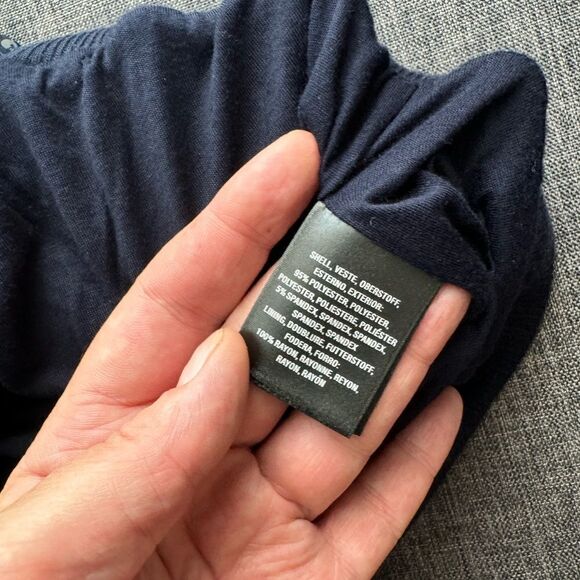 SHELL, VESTE, OBERSTOFF,
ESTERNO, EXTERIOR:
95% POLYESTER, POLYESTER,
POLYESTER, POLIESTERE, POLIÉSTER
5% SPANDEX, SPANDEX, SPANDEX,
SPANDEX, SPANDEX
LINING, DOUBLURE, FUTTERSTOFF,
FODERA, FORRO:
100% RAYON, RAYONNE, REYON,
RAYON, RAYÓN